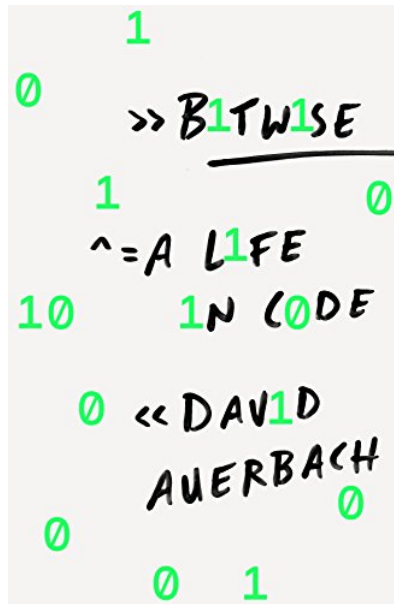 1
0
>> B1TW1SE
1
0
^=A L1FE
10 1N C0DE
0 << DAV1D
AUERBACH
0
0
0 1